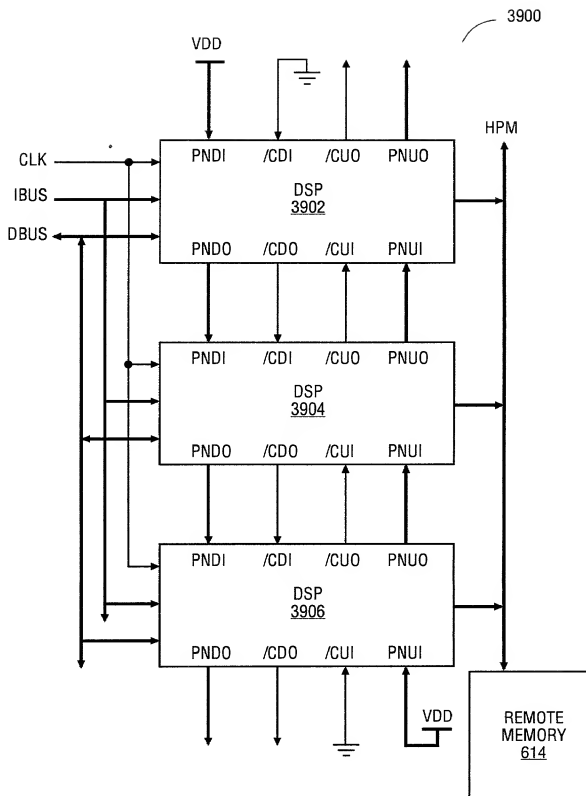 3900
VDD
HPM
CLK
IBUS
DBUS
PNDI /CDI /CUO PNUO
DSP
3902
PNDO /CDO /CUI PNUI
PNDI /CDI /CUO PNUO
DSP
3904
PNDO /CDO /CUI PNUI
PNDI /CDI /CUO PNUO
DSP
3906
PNDO /CDO /CUI PNUI
VDD
REMOTE
MEMORY
614